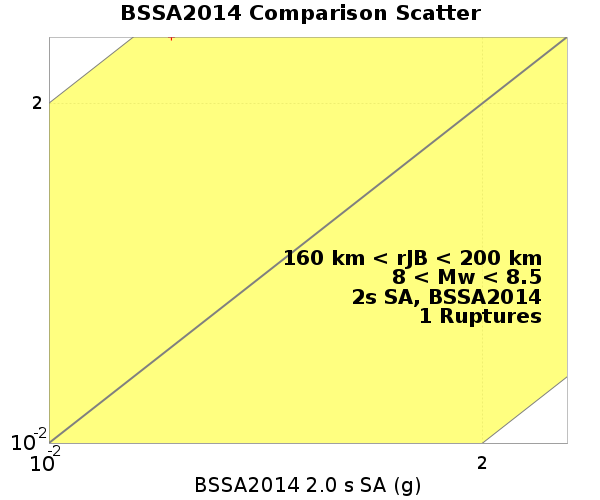 BSSA2014 Comparison Scatter
2
160 km < rJB < 200 km
8 < Mw < 8.5
2s SA, BSSA2014
1 Ruptures
10-2
10-2
2
BSSA2014 2.0 s SA (g)